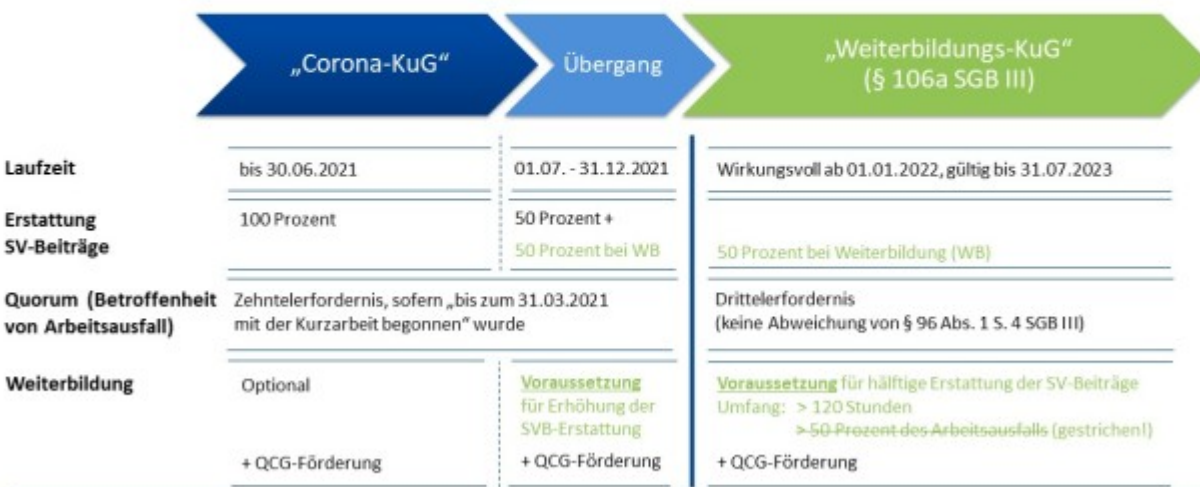 „Corona-KuG“
Übergang
„Weiterbildungs-KuG“
(§ 106a SGB III)
Laufzeit
bis 30.06.2021
01.07. - 31.12.2021
Wirkungsvoll ab 01.01.2022, gültig bis 31.07.2023
Erstattung
SV-Beiträge
100 Prozent
50 Prozent +
50 Prozent bei WB
50 Prozent bei Weiterbildung (WB)
Quorum (Betroffenheit
von Arbeitsausfall)
Zehntelerfordernis, sofern „bis zum 31.03.2021
mit der Kurzarbeit begonnen“ wurde
Drittelerfordernis
(keine Abweichung von § 96 Abs. 1 S. 4 SGB III)
Weiterbildung
Optional
+ QCG-Förderung
Voraussetzung
für Erhöhung der
SVB-Erstattung
+ QCG-Förderung
Voraussetzung für hälftige Erstattung der SV-Beiträge
Umfang: > 120 Stunden
> 50 Prozent des Arbeitsausfalls (gestrichen!)
+ QCG-Förderung